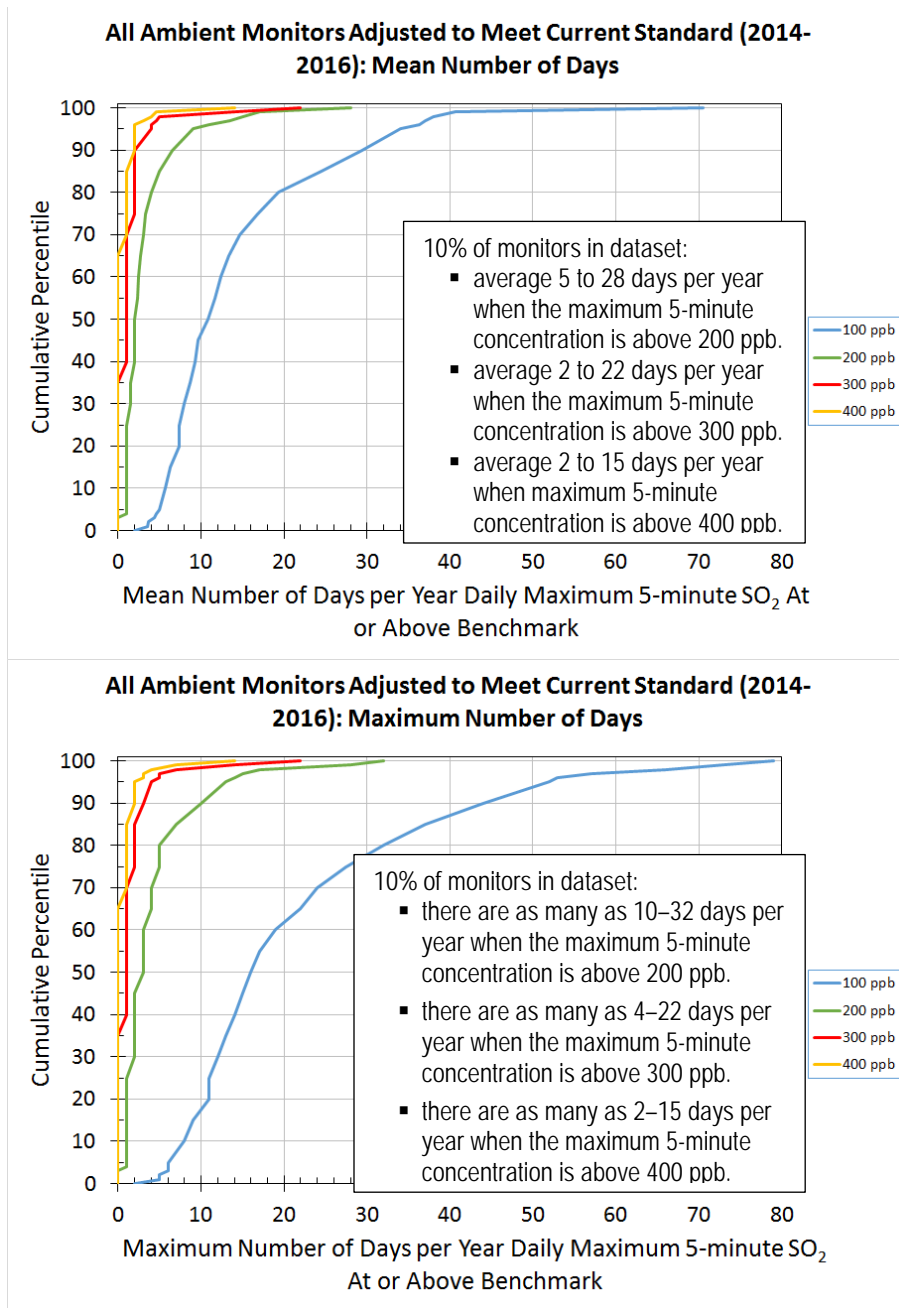 All Ambient Monitors Adjusted to Meet Current Standard (2014-
2016): Mean Number of Days
100
90
80
70
60
50
40
30
20
10
0
Cumulative Percentile
10% of monitors in dataset:
▪ average 5 to 28 days per year
when the maximum 5-minute
concentration is above 200 ppb.
▪ average 2 to 22 days per year
when the maximum 5-minute
concentration is above 300 ppb.
▪ average 2 to 15 days per year
when maximum 5-minute
concentration is above 400 ppb.
100 ppb
200 ppb
300 ppb
400 ppb
0 10 20 30 40 50 60 70 80
Mean Number of Days per Year Daily Maximum 5-minute SO₂ At
or Above Benchmark
All Ambient Monitors Adjusted to Meet Current Standard (2014-
2016): Maximum Number of Days
100
90
80
70
60
50
40
30
20
10
0
Cumulative Percentile
10% of monitors in dataset:
▪ there are as many as 10–32 days per
year when the maximum 5-minute
concentration is above 200 ppb.
▪ there are as many as 4–22 days per
year when the maximum 5-minute
concentration is above 300 ppb.
▪ there are as many as 2–15 days per
year when the maximum 5-minute
concentration is above 400 ppb.
100 ppb
200 ppb
300 ppb
400 ppb
0 10 20 30 40 50 60 70 80
Maximum Number of Days per Year Daily Maximum 5-minute SO₂
At or Above Benchmark